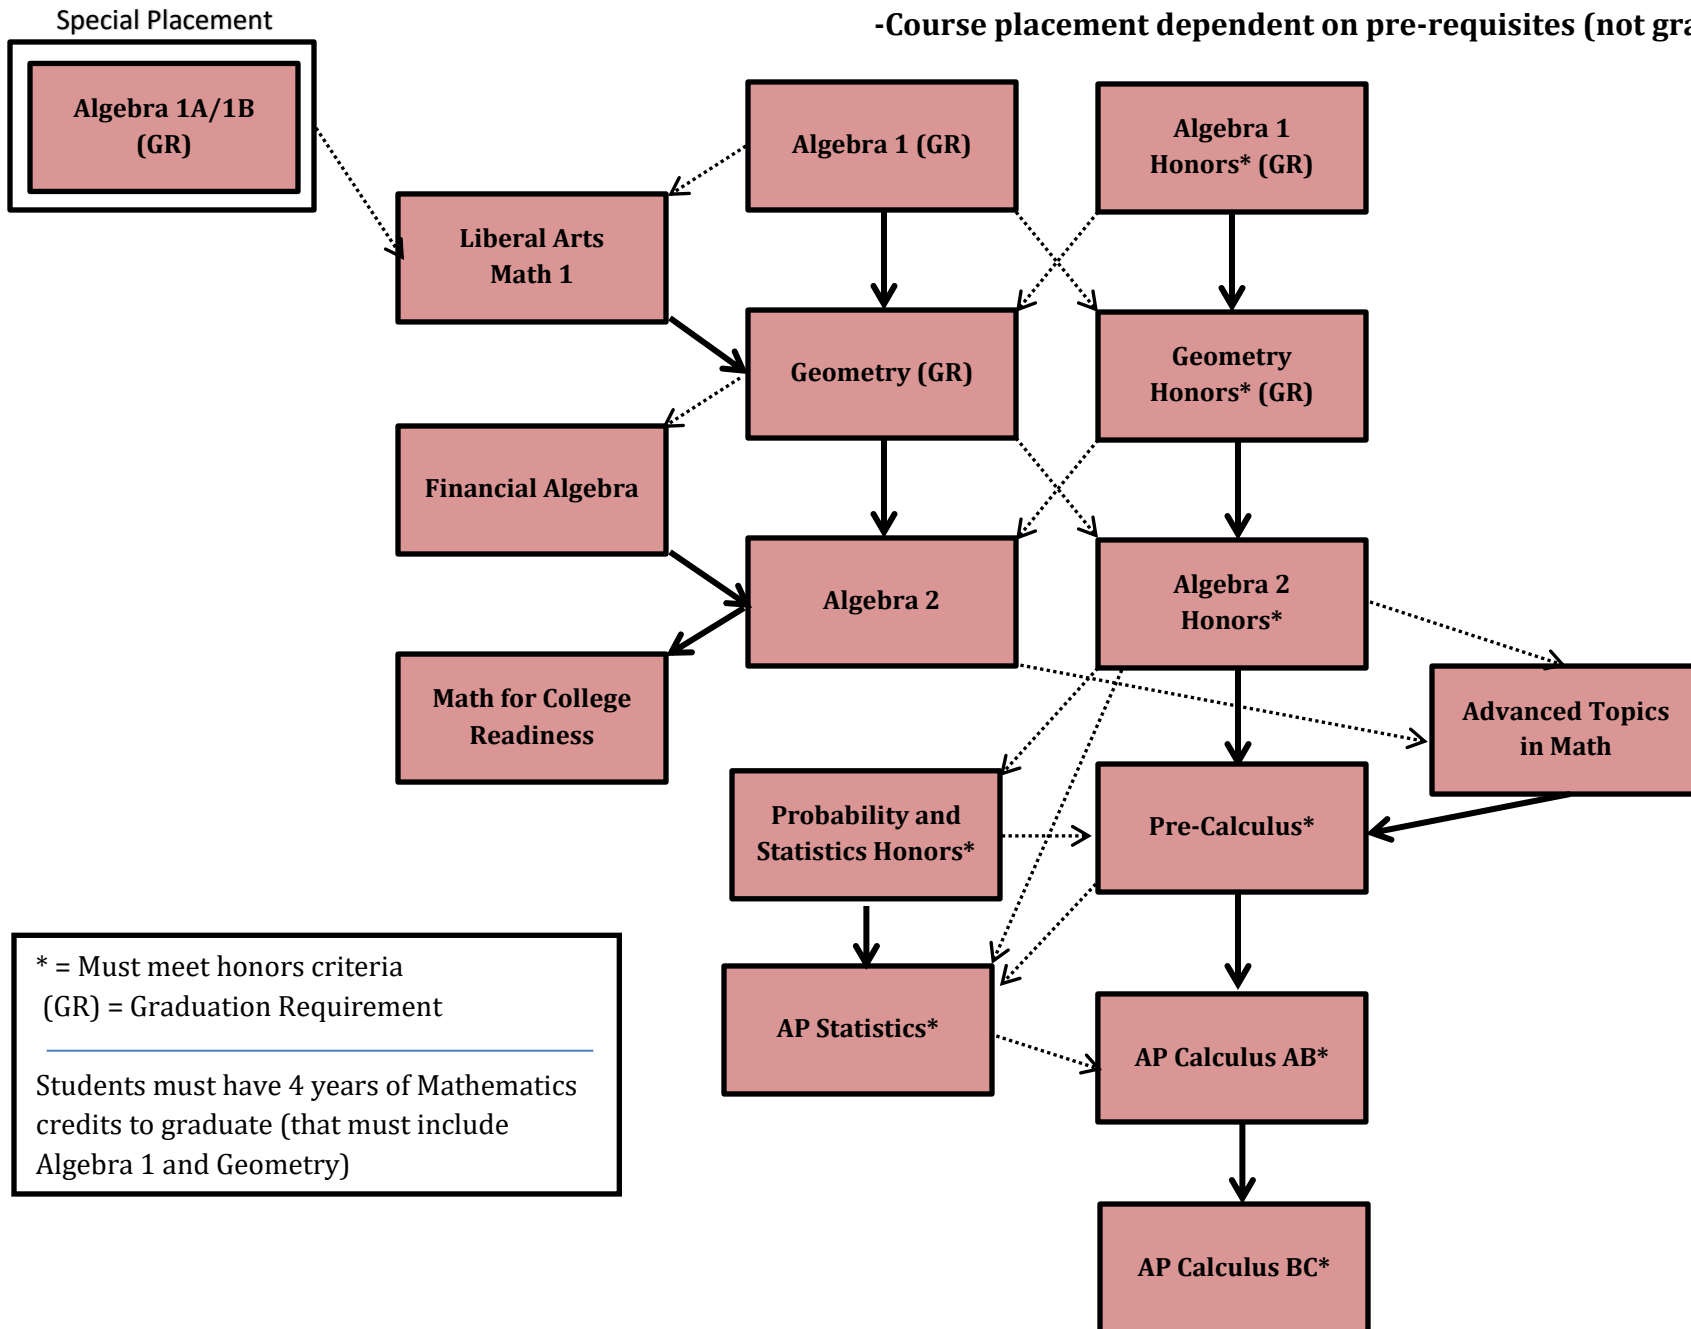 Special Placement
-Course placement dependent on pre-requisites (not gra
Algebra 1A/1B
(GR)
Algebra 1 (GR)
Algebra 1
Honors* (GR)
Liberal Arts
Math 1
Geometry (GR)
Geometry
Honors* (GR)
Financial Algebra
Algebra 2
Algebra 2
Honors*
Math for College
Readiness
Advanced Topics
in Math
Probability and
Statistics Honors*
Pre-Calculus*
* = Must meet honors criteria
(GR) = Graduation Requirement
Students must have 4 years of Mathematics
credits to graduate (that must include
Algebra 1 and Geometry)
AP Statistics*
AP Calculus AB*
AP Calculus BC*